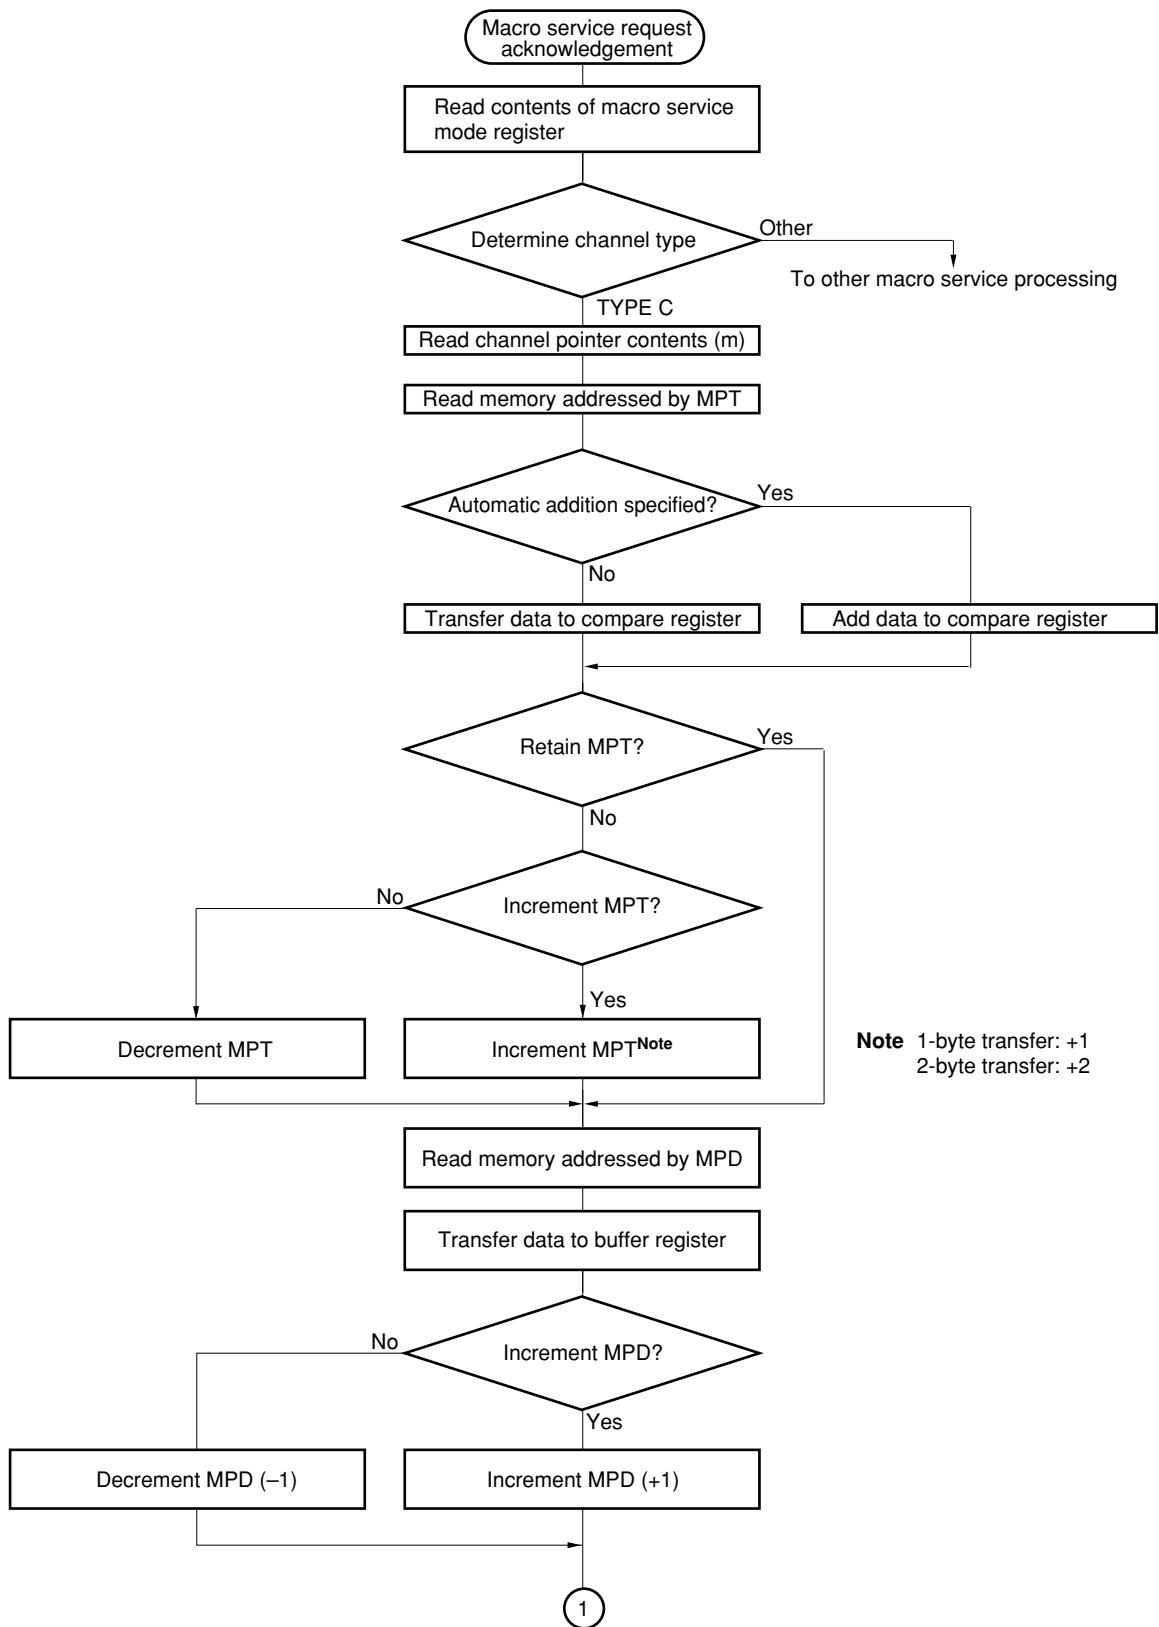 Macro service request
acknowledgement
Read contents of macro service
mode register
Determine channel type
Other
To other macro service processing
TYPE C
Read channel pointer contents (m)
Read memory addressed by MPT
Automatic addition specified?
Yes
No
Transfer data to compare register
Add data to compare register
Retain MPT?
Yes
No
Increment MPT?
No
Yes
Decrement MPT
Increment MPTNote
Note 1-byte transfer: +1
2-byte transfer: +2
Read memory addressed by MPD
Transfer data to buffer register
Increment MPD?
No
Yes
Decrement MPD (–1)
Increment MPD (+1)
1